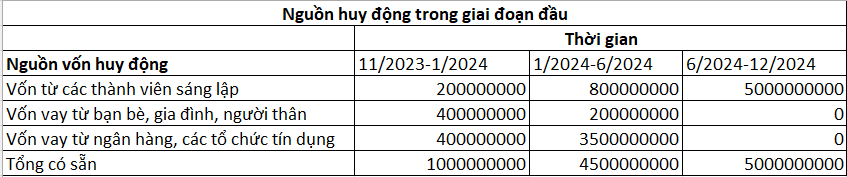 Nguồn huy động trong giai đoạn đầu
Thời gian
Nguồn vốn huy động 11/2023-1/2024 1/2024-6/2024 6/2024-12/2024
Vốn từ các thành viên sáng lập 200000000 800000000 5000000000
Vốn vay từ bạn bè, gia đình, người thân 400000000 200000000 0
Vốn vay từ ngân hàng, các tổ chức tín dụng 400000000 3500000000 0
Tổng có sẵn 1000000000 4500000000 5000000000